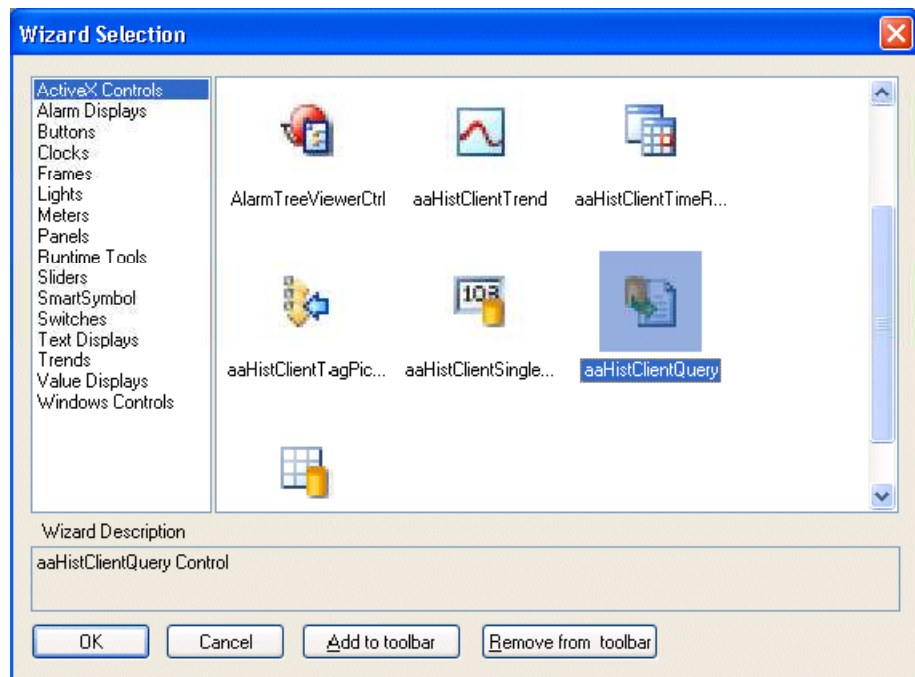 Wizard Selection
ActiveX Controls
Alarm Displays
Buttons
Clocks
Frames
Lights
Meters
Panels
Runtime Tools
Sliders
SmartSymbol
Switches
Text Displays
Trends
Value Displays
Windows Controls
AlarmTreeViewerCtrl aaHistClientTrend aaHistClientTimeR...
103
aaHistClientTagPic... aaHistClientSingle... aaHistClientQuery
Wizard Description
aaHistClientQuery Control
OK Cancel Add to toolbar Remove from toolbar